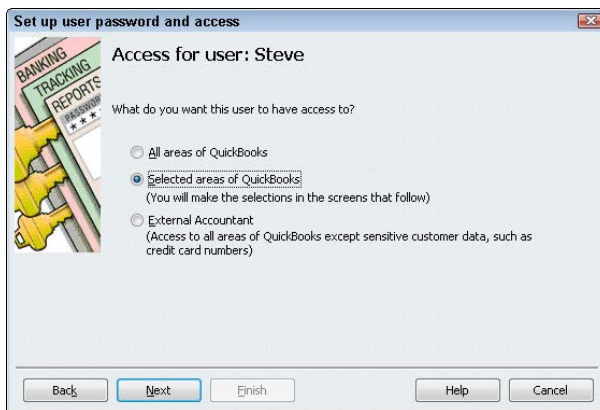 Set up user password and access
BANKING
TRACKING
REPORTS
PASSWORD
****
Access for user: Steve
What do you want this user to have access to?
All areas of QuickBooks
Selected areas of QuickBooks
(You will make the selections in the screens that follow)
External Accountant
(Access to all areas of QuickBooks except sensitive customer data, such as
credit card numbers)
Back
Next
Finish
Help
Cancel